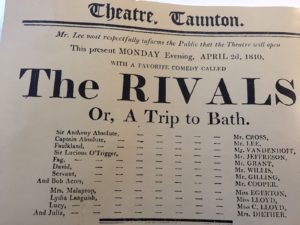 Theatre, Taunton.
Mr. Lee most respectfully informs the Public that the Theatre will open
This present MONDAY Evening, APRIL 2d, 1810,
WITH A FAVORITE COMEDY CALLED
The RIVALS
Or, A Trip to Bath.
Sir Anthony Absolute, — — — — Mr. CROSS,
Captain Absolute, — — — — Mr. LEE,
Faulkland, — — — — Mr. VANDENHOFF,
Sir Lucious O'Trigger, — — — — Mr. JEFFRESON,
Fag, — — — — Mr. GRANT,
David, — — — — Mr. WILLIS,
Servant, — — — — Mr. GILLING,
And Bob Acres, — — — — Mr. COOPER.
Mrs. Malaprop, — — — — Miss EGERTON,
Lydia Languish, — — — — Miss LLOYD,
Lucy, — — — — Miss C. LLOYD,
And Julia, — — — — Mrs. DIETHER.